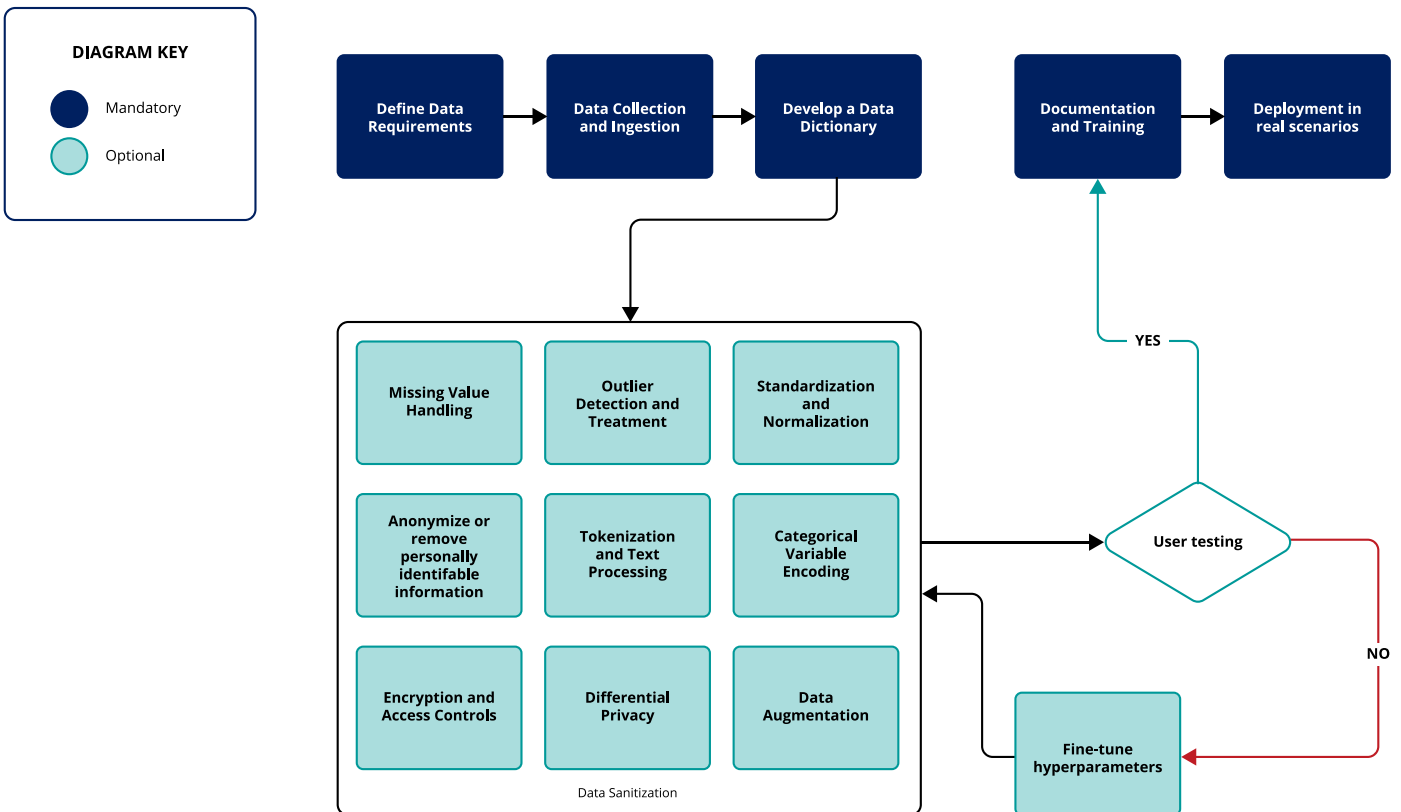 DIAGRAM KEY
Mandatory
Optional
Define Data
Requirements
Data Collection
and Ingestion
Develop a Data
Dictionary
Documentation
and Training
Deployment in
real scenarios
YES
Missing Value
Handling
Outlier
Detection and
Treatment
Standardization
and
Normalization
Anonymize or
remove
personally
identifable
information
Tokenization
and Text
Processing
Categorical
Variable
Encoding
User testing
NO
Encryption and
Access Controls
Differential
Privacy
Data
Augmentation
Fine-tune
hyperparameters
Data Sanitization